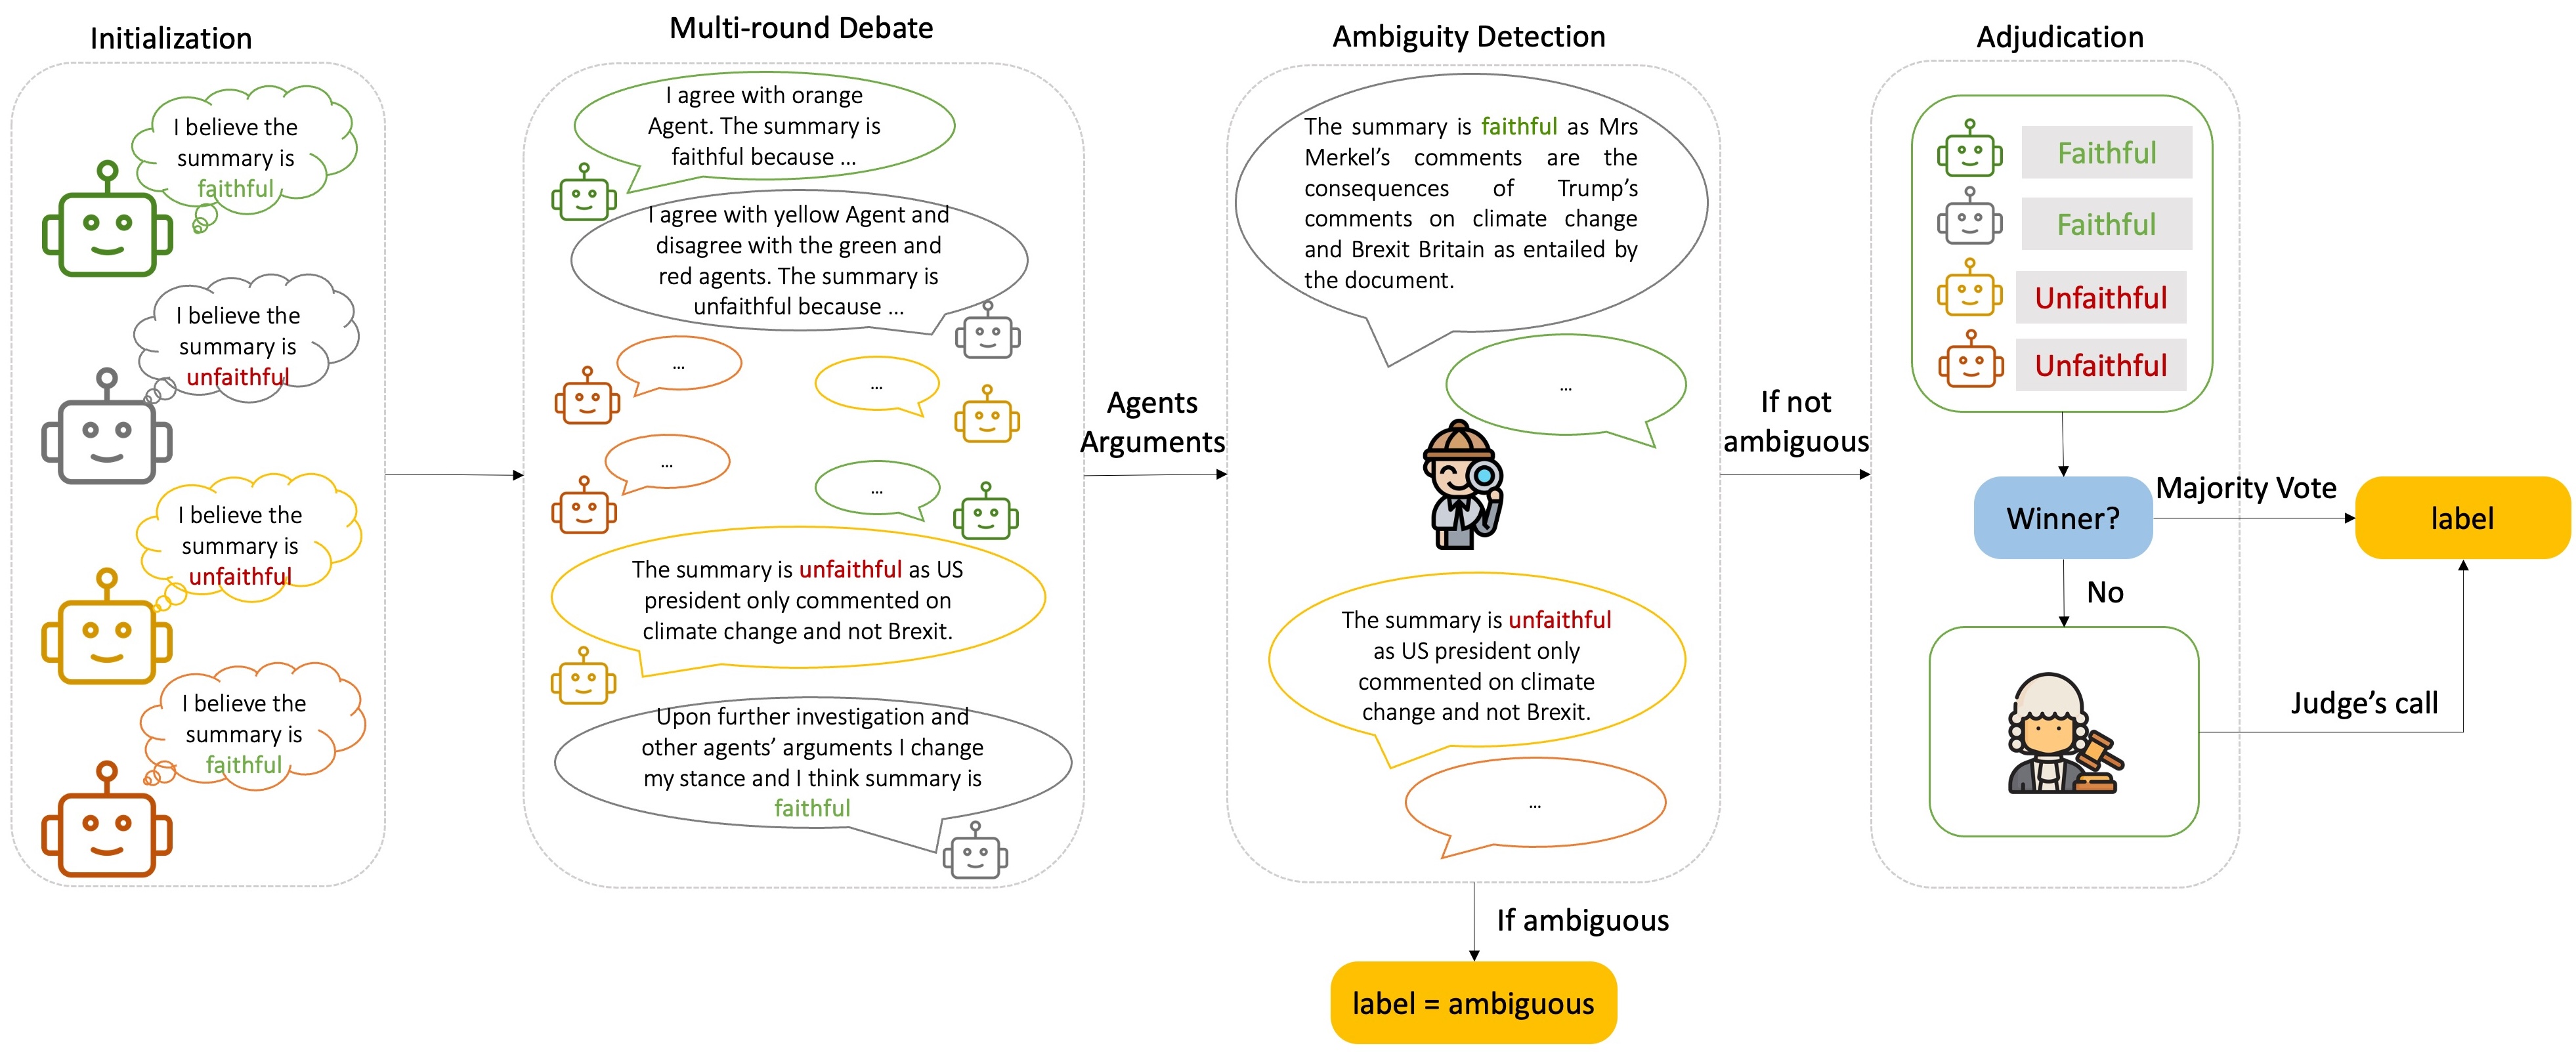 Initialization
I believe the
summary is
faithful
I believe the
summary is
unfaithful
I believe the
summary is
unfaithful
I believe the
summary is
faithful
Multi-round Debate
I agree with orange
Agent. The summary is
faithful because ...
I agree with yellow Agent and
disagree with the green and
red agents. The summary is
unfaithful because ...
...
...
...
...
The summary is unfaithful as US
president only commented on
climate change and not Brexit.
Upon further investigation and
other agents’ arguments I change
my stance and I think summary is
faithful
Agents
Arguments
Ambiguity Detection
The summary is faithful as Mrs
Merkel’s comments are the
consequences of Trump’s
comments on climate change
and Brexit Britain as entailed by
the document.
...
The summary is unfaithful
as US president only
commented on climate
change and not Brexit.
...
If ambiguous
label = ambiguous
If not
ambiguous
Adjudication
Faithful
Faithful
Unfaithful
Unfaithful
Winner?
Majority Vote
label
No
Judge’s call